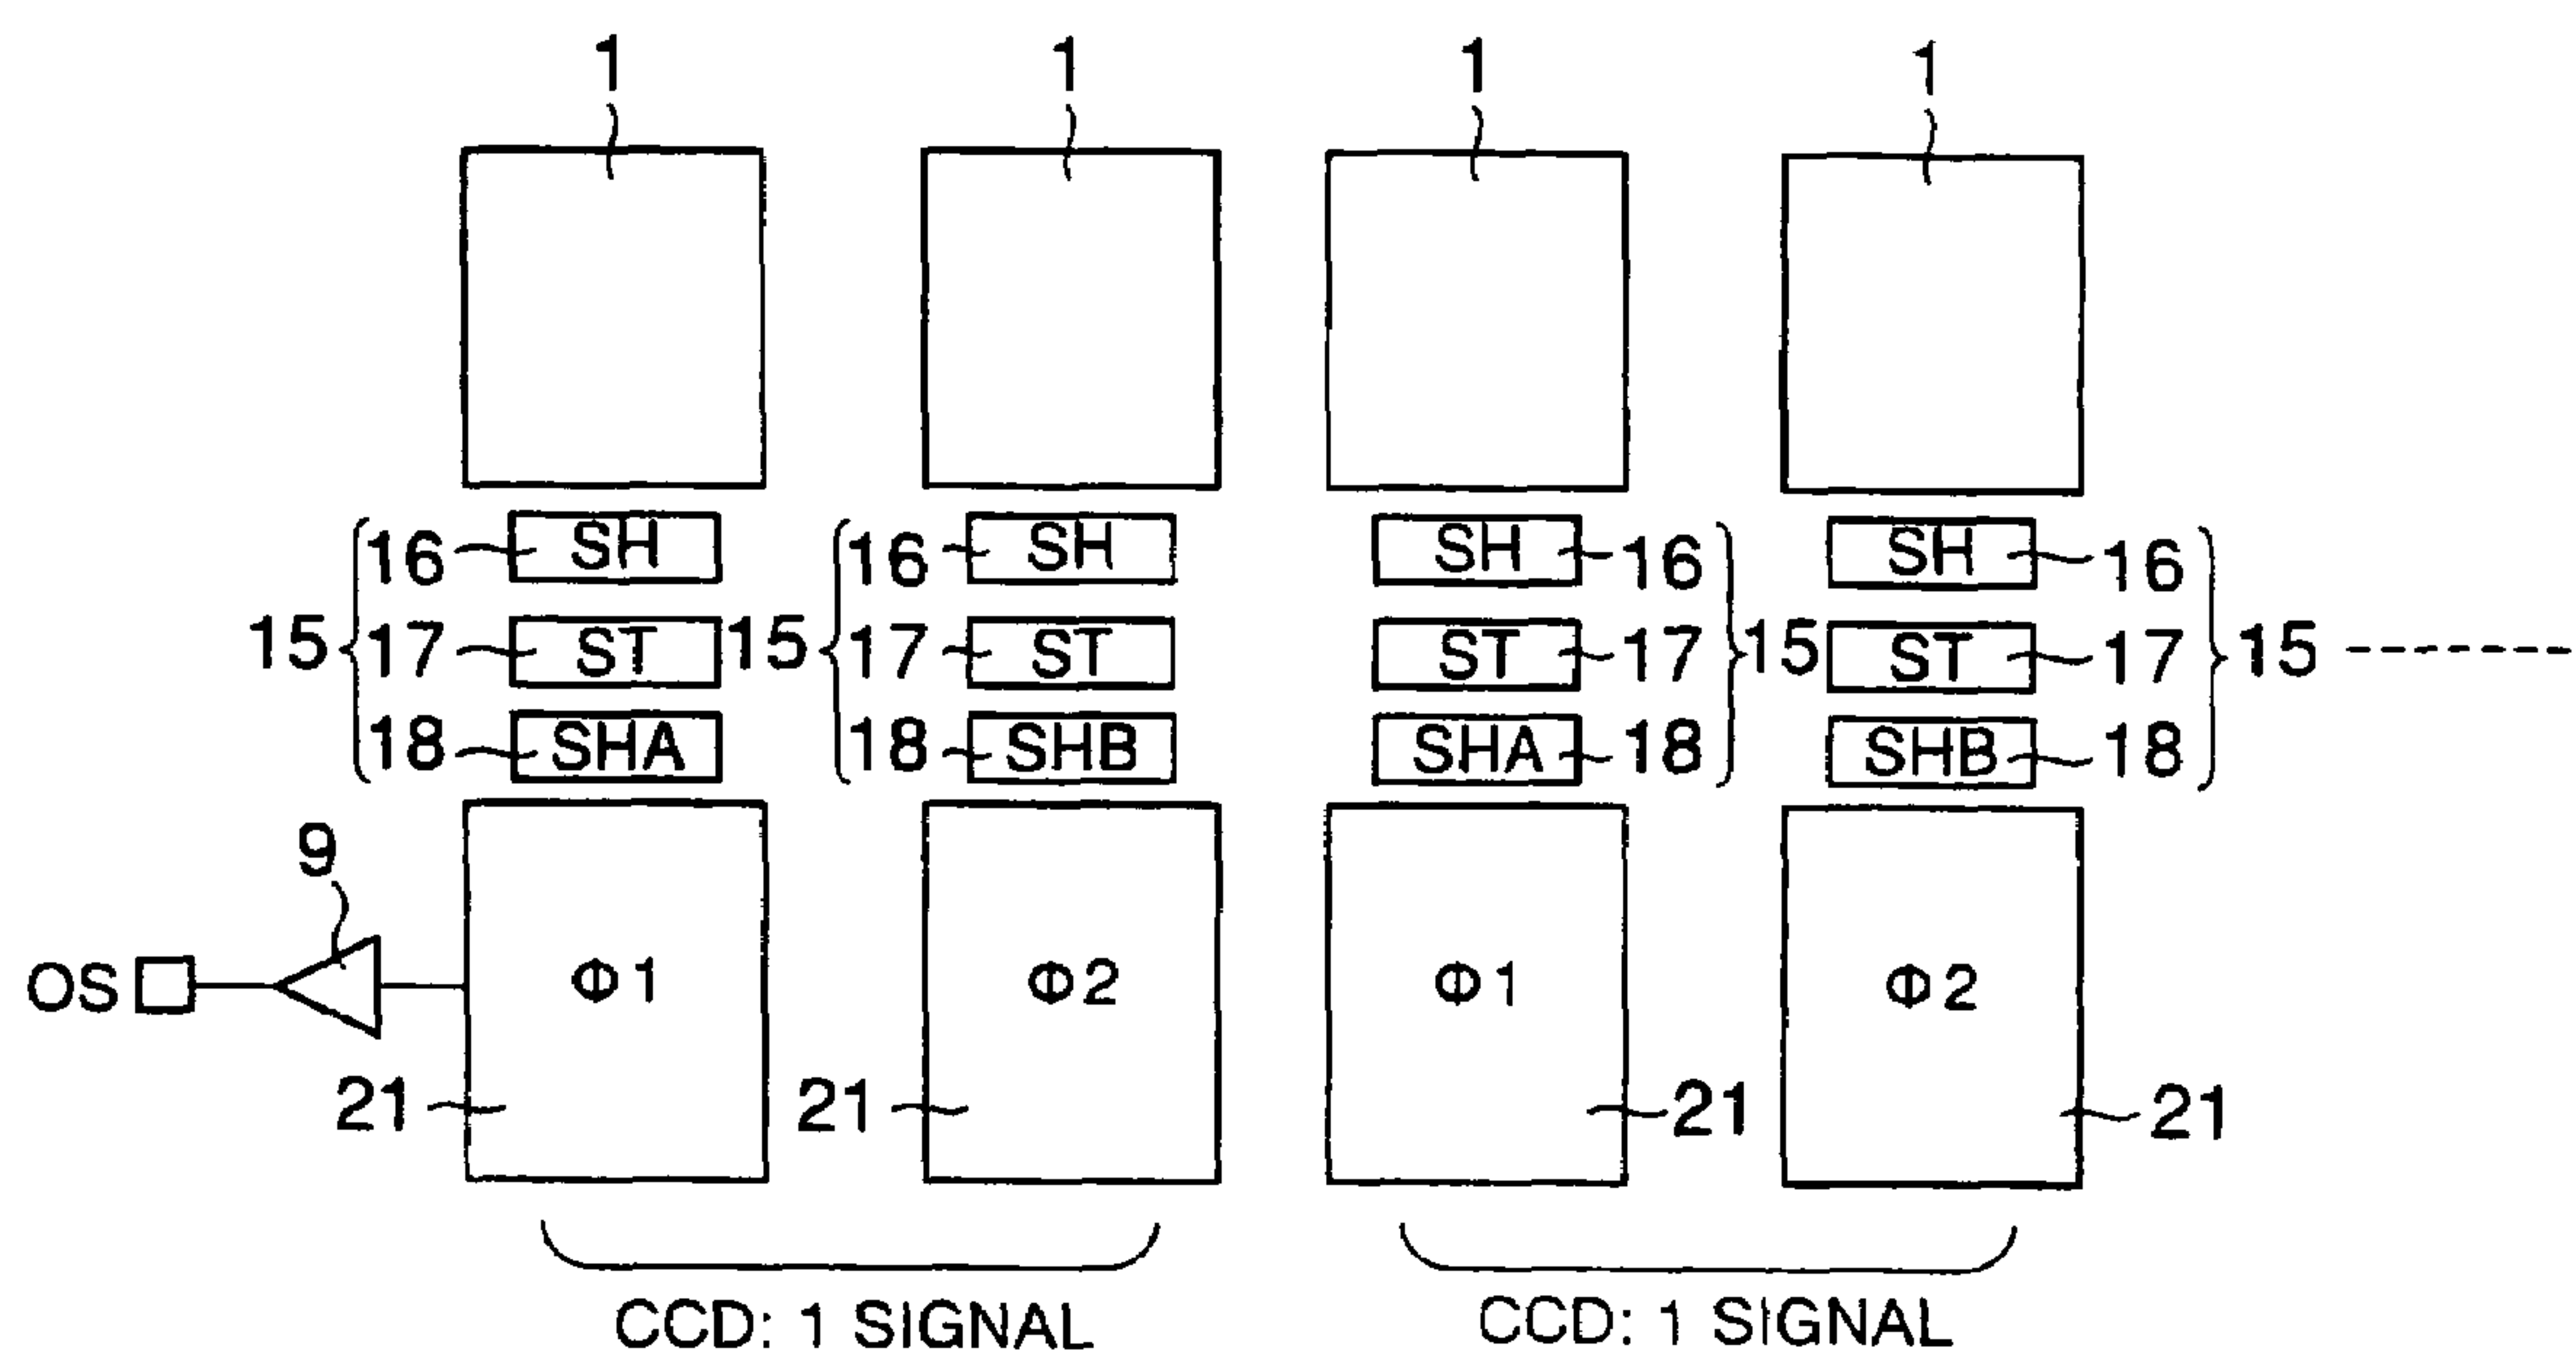 1 1 1 1
16 SH 16 SH SH 16 SH 16
15 17 ST 15 17 ST ST 17 15 ST 17 15
18 SHA 18 SHB SHA 18 SHB 18
9
OS Φ1 Φ2 Φ1 Φ2
21 21 21 21
CCD: 1 SIGNAL CCD: 1 SIGNAL